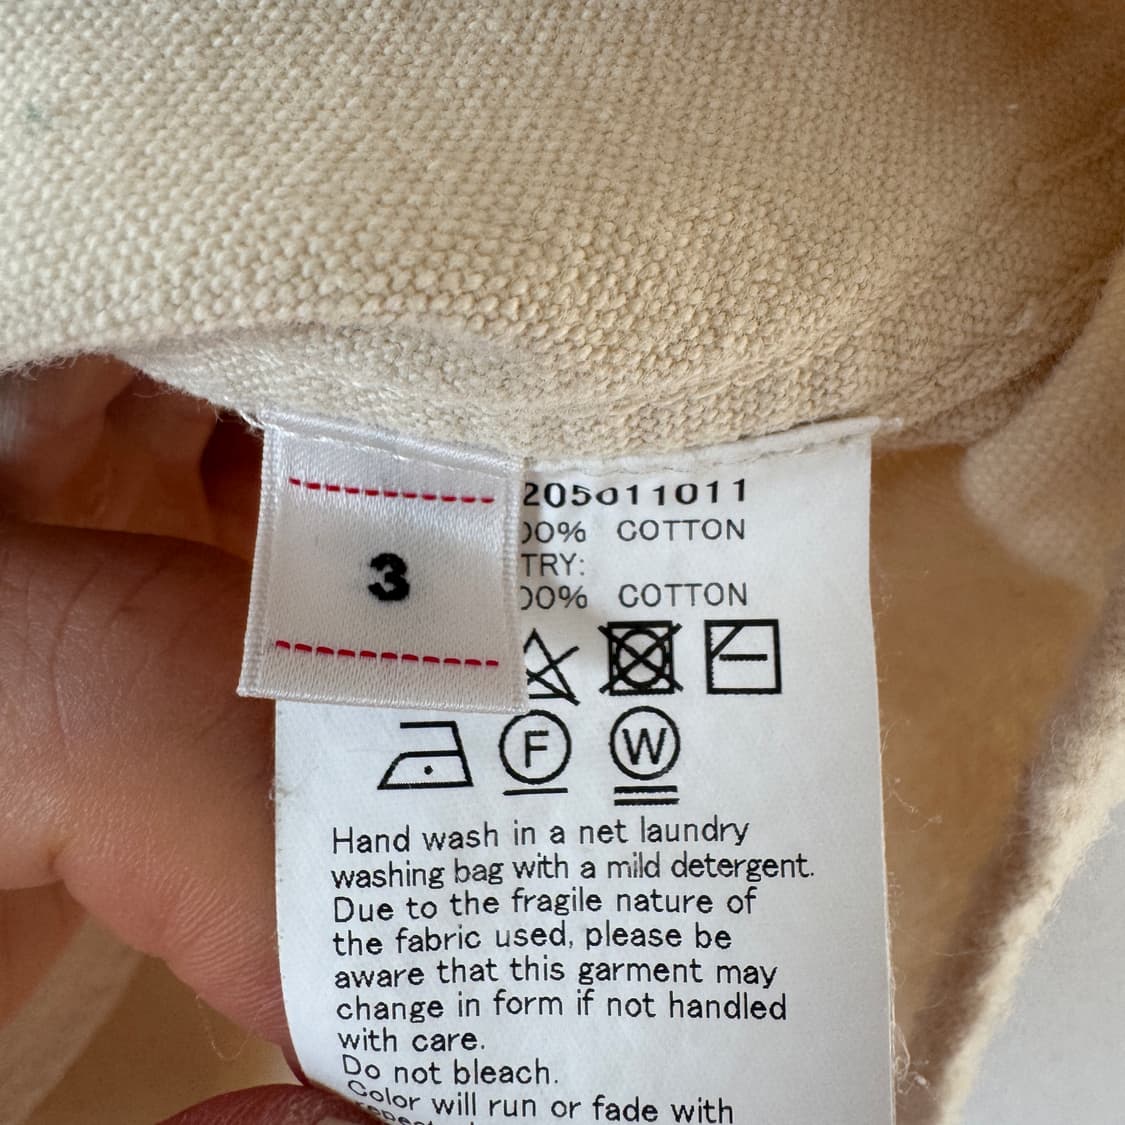 3
205011011
00% COTTON
TRY:
00% COTTON
F
W
Hand wash in a net laundry
washing bag with a mild detergent.
Due to the fragile nature of
the fabric used, please be
aware that this garment may
change in form if not handled
with care.
Do not bleach.
Color will run or fade with